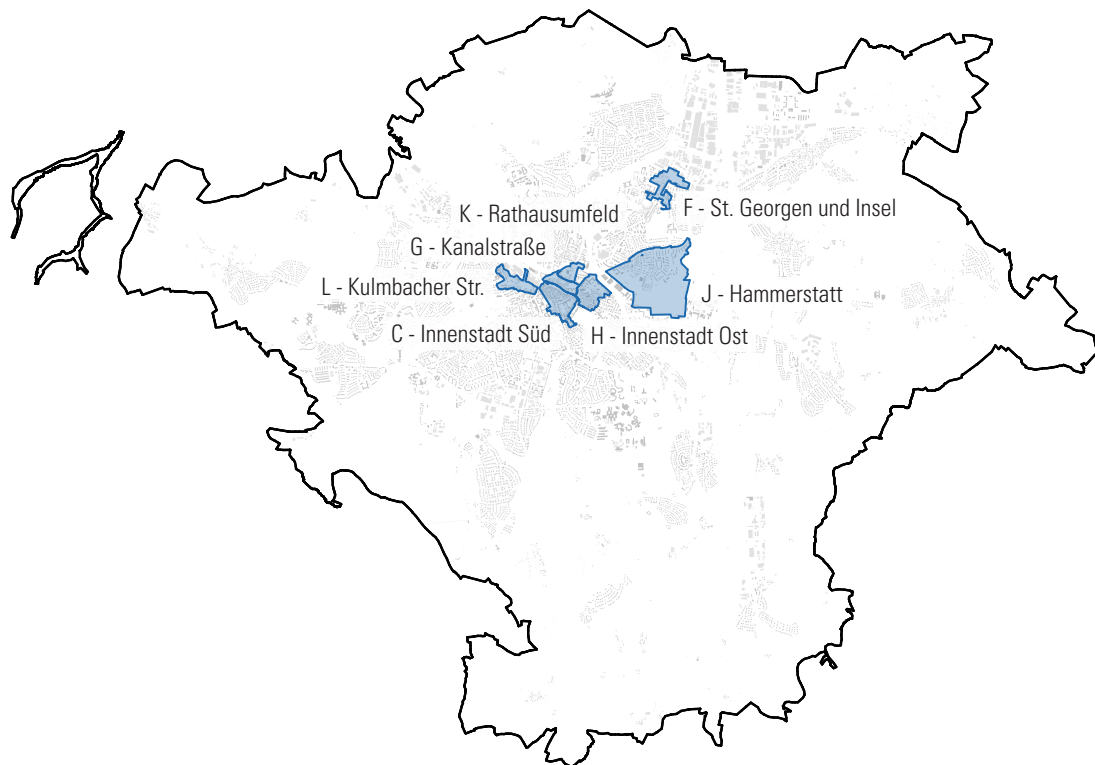 F - St. Georgen und Insel
K - Rathausumfeld
G - Kanalstraße
L - Kulmbacher Str.
J - Hammerstatt
C - Innenstadt Süd
H - Innenstadt Ost